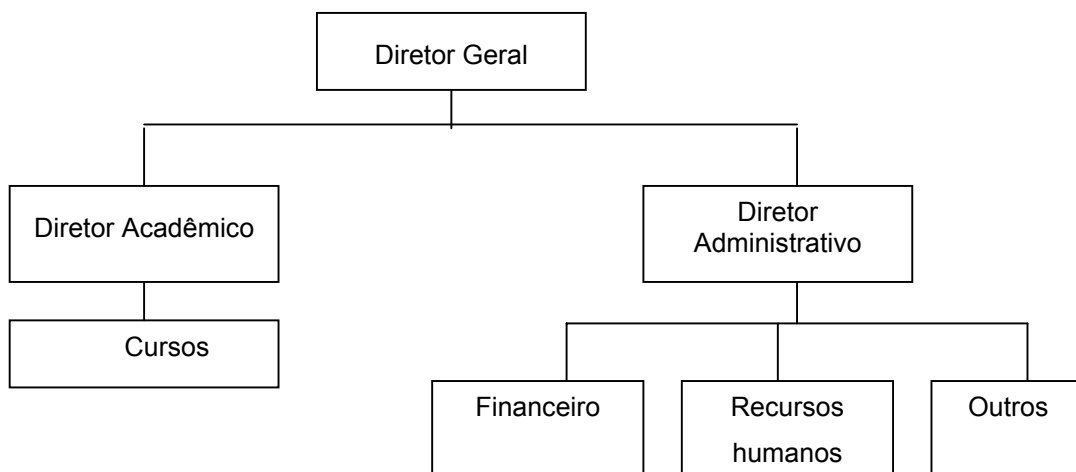 Diretor Geral
Diretor Acadêmico
Diretor
Administrativo
Cursos
Financeiro
Recursos
humanos
Outros